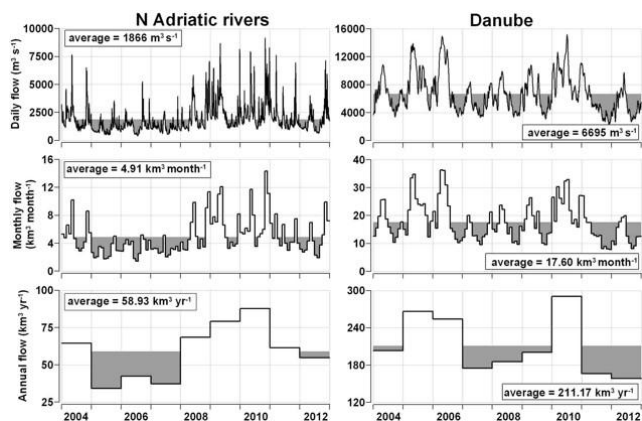 N Adriatic rivers
Danube
Daily flow (m³ s⁻¹)
10000
7500
5000
2500
0
average = 1866 m³ s⁻¹
16000
12000
8000
4000
0
average = 6695 m³ s⁻¹
Monthly flow
(km³ month⁻¹)
16
12
8
4
0
average = 4.91 km³ month⁻¹
40
30
20
10
0
average = 17.60 km³ month⁻¹
Annual flow (km³ yr⁻¹)
100
75
50
25
average = 58.93 km³ yr⁻¹
300
240
180
120
average = 211.17 km³ yr⁻¹
2004 2006 2008 2010 2012
2004 2006 2008 2010 2012